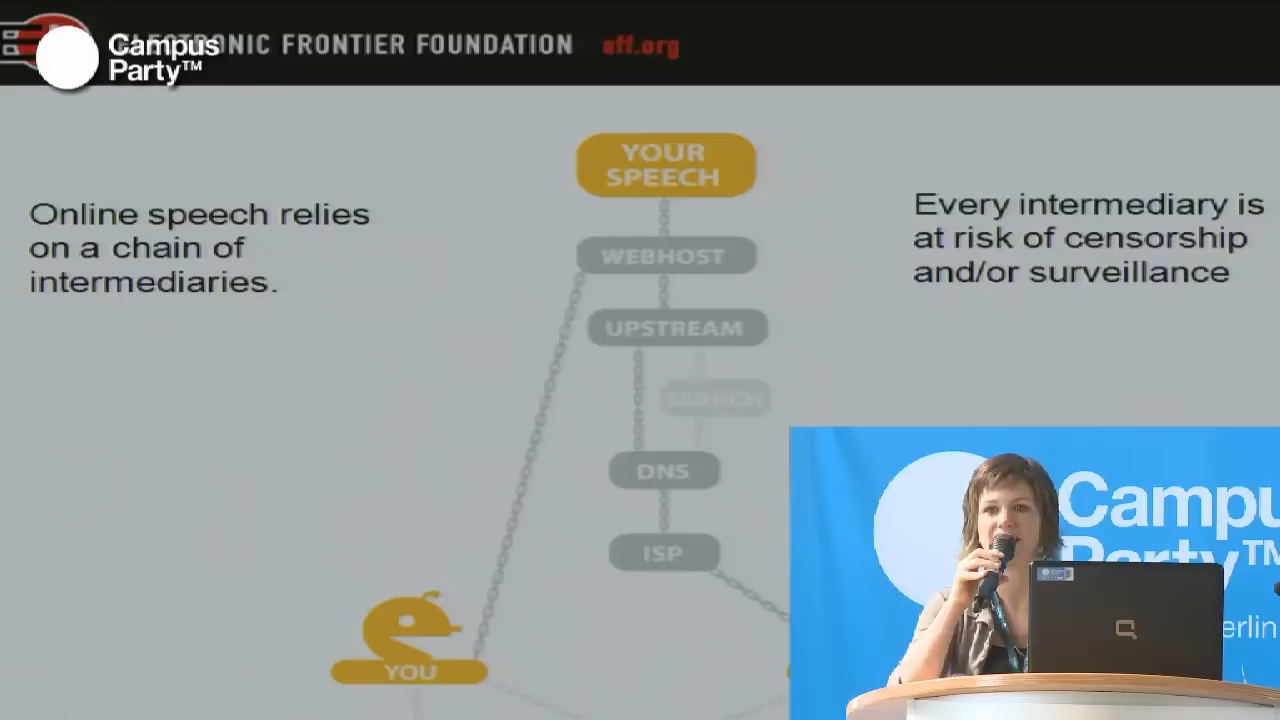 ELECTRONIC FRONTIER FOUNDATION eff.org
Campus
Party™
YOUR
SPEECH
Online speech relies
on a chain of
intermediaries.
Every intermediary is
at risk of censorship
and/or surveillance
WEBHOST
UPSTREAM
SEARCH
DNS
ISP
YOU
Campu
Party™
erlin